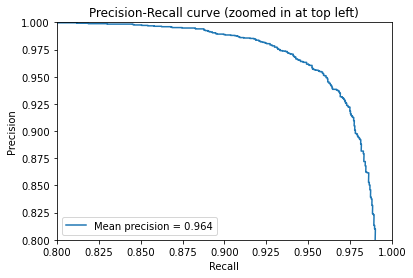 Precision-Recall curve (zoomed in at top left)
1.000
0.975
0.950
0.925
0.900
0.875
0.850
0.825
0.800
Precision
Mean precision = 0.964
0.800 0.825 0.850 0.875 0.900 0.925 0.950 0.975 1.000
Recall